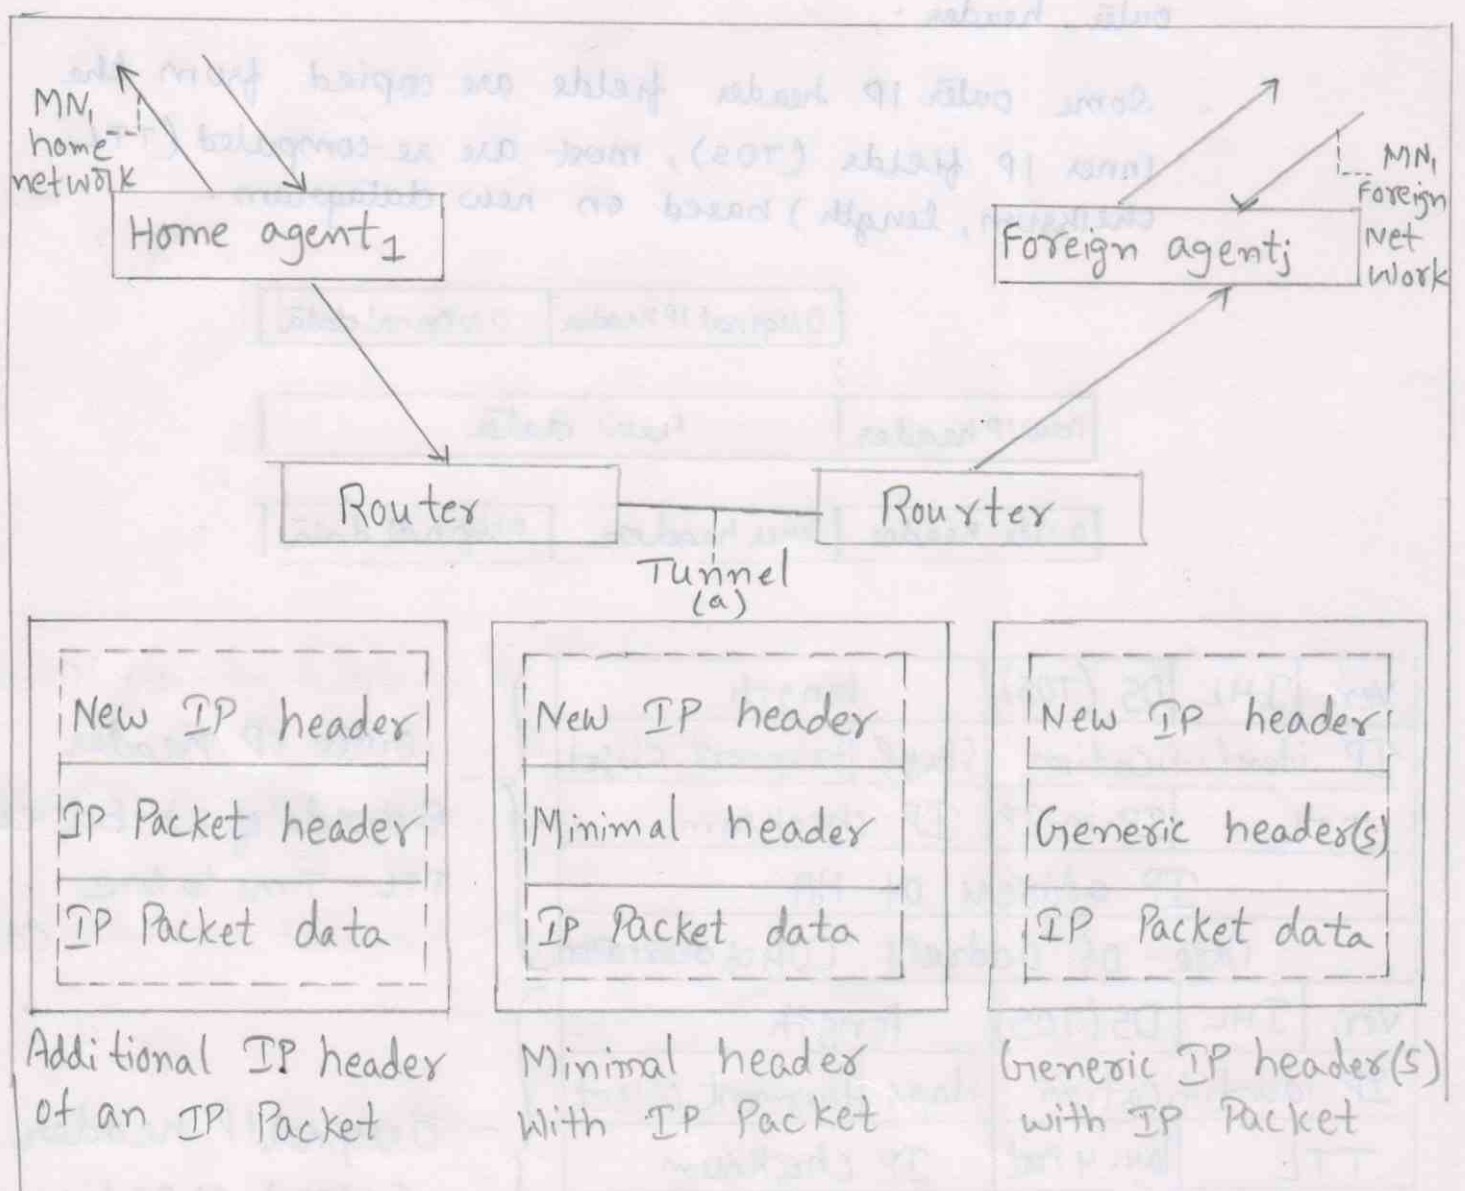 MN1
home
network
Home agent1
MN1
Foreign
Net
Work
Foreign agentj
Router
Rourter
Tunnel
(a)
New IP header
IP Packet header
IP Packet data
New IP header
Minimal header
IP Packet data
New IP header
Generic header(s)
IP Packet data
Additional IP header
of an IP Packet
Minimal header
With IP Packet
Generic IP header(s)
with IP Packet